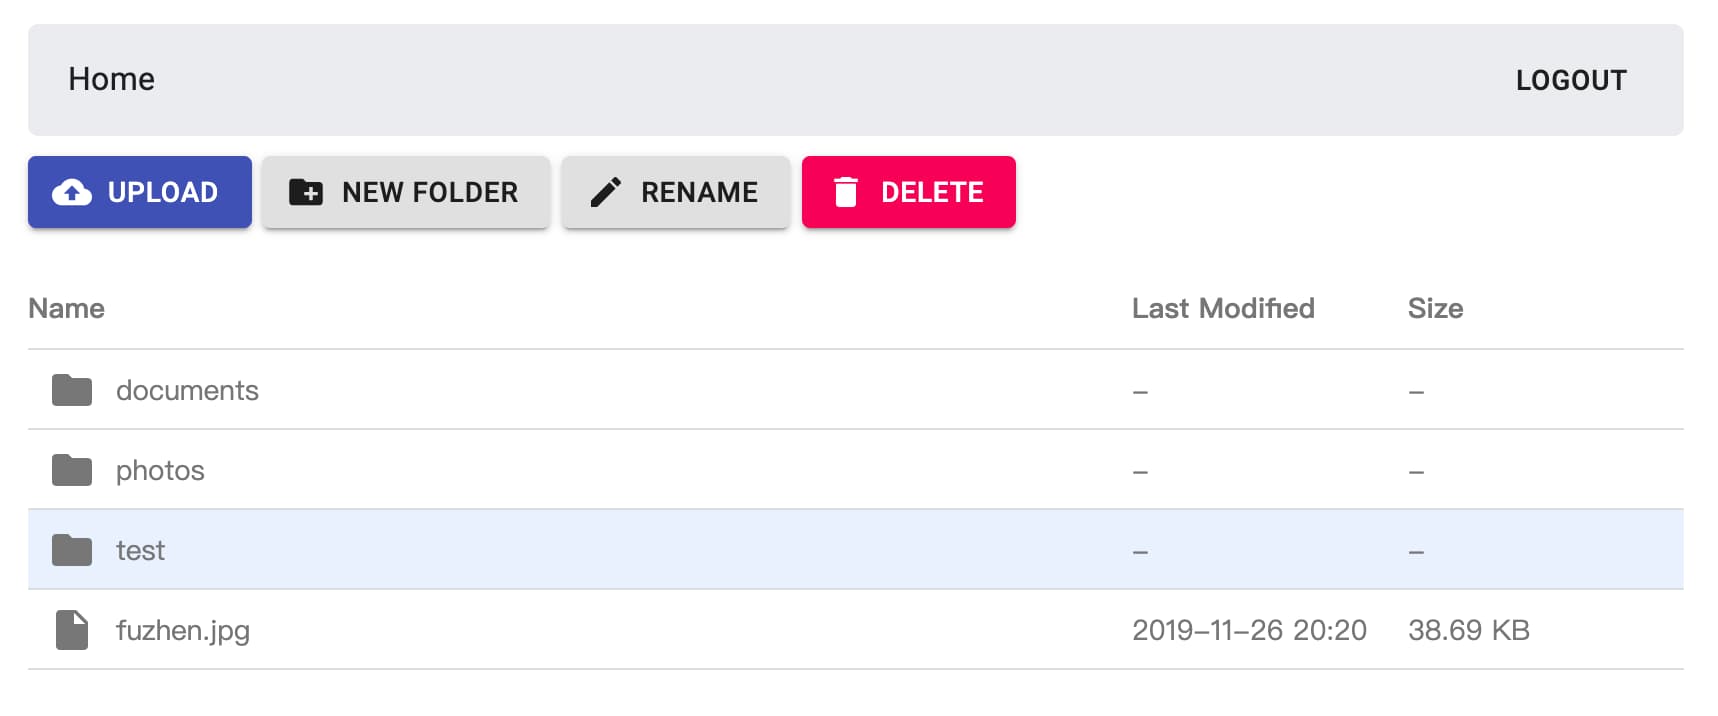 Home LOGOUT
UPLOAD NEW FOLDER RENAME DELETE
Name Last Modified Size
documents – –
photos – –
test – –
fuzhen.jpg 2019–11–26 20:20 38.69 KB